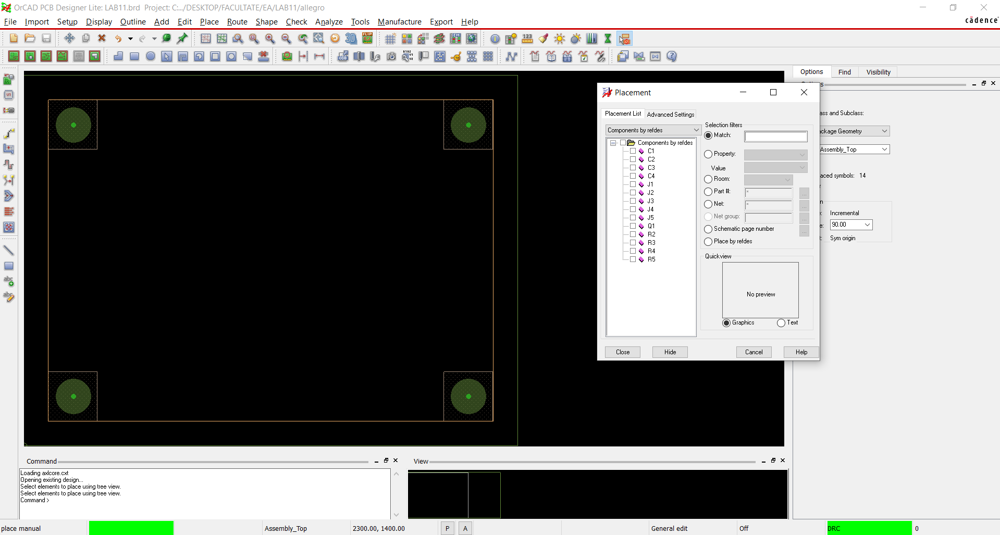 OrCAD PCB Designer Lite: LAB11.brd  Project: C:.../DESKTOP/FACULTATE/EA/LAB11/allegro
File Import Setup Display Outline Add Edit Place Route Shape Check Analyze Tools Manufacture Export Help
cādence
Options Find Visibility
Placement
Placement List Advanced Settings
Components by refdes
Components by refdes
C1
C2
C3
C4
J1
J2
J3
J4
J5
Q1
R2
R3
R4
R5
Selection filters
Match:
Property:
Value
Room:
Part #: *
Net: *
Net group:
Schematic page number
Place by refdes
Quickview
No preview
Graphics Text
Close Hide Cancel Help
ass and Subclass:
ckage Geometry
Assembly_Top
aced symbols: 14
Incremental
90.00
Sym origin
Command
Loading axlcore.cxt
Opening existing design...
Select elements to place using tree view.
Select elements to place using tree view.
Command >
View
place manual Assembly_Top 2300.00, 1400.00 P A General edit Off DRC 0